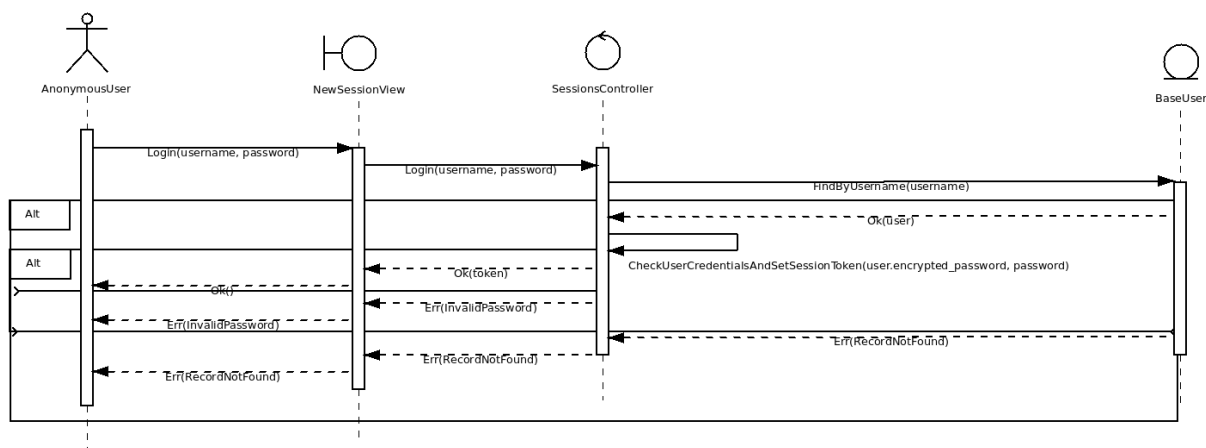 AnonymousUser
NewSessionView
SessionsController
BaseUser
Login(username, password)
Login(username, password)
FindByUsername(username)
Alt
Ok(user)
Alt
CheckUserCredentialsAndSetSessionToken(user.encrypted_password, password)
Ok(token)
Ok()
Err(InvalidPassword)
Err(InvalidPassword)
Err(RecordNotFound)
Err(RecordNotFound)
Err(RecordNotFound)